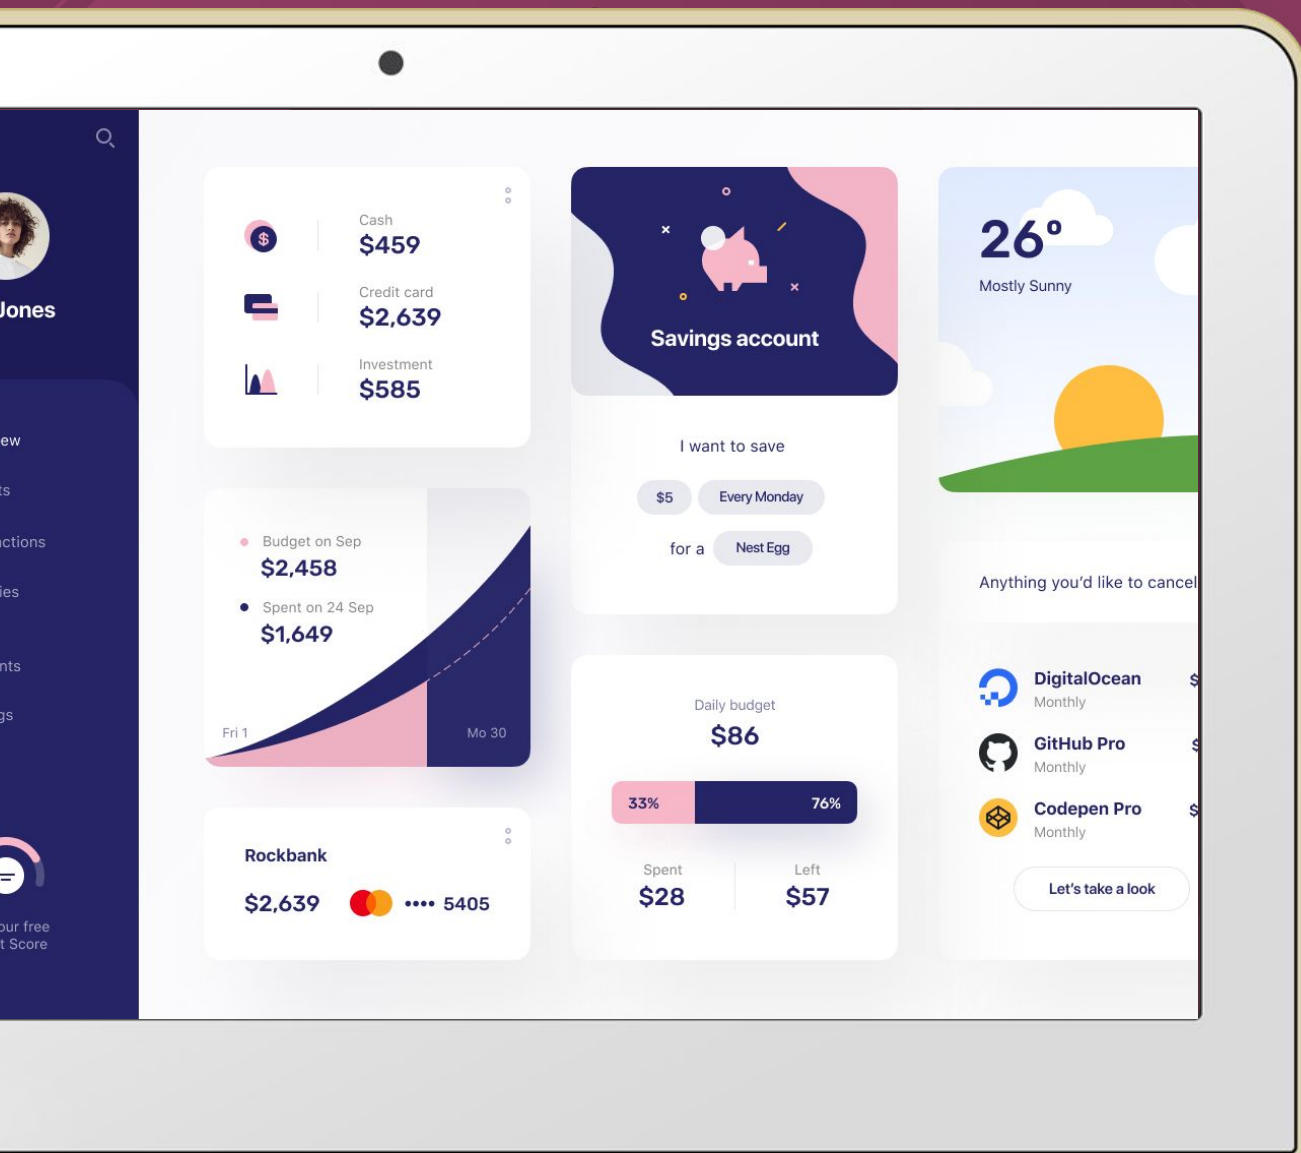 Jones
ew
ts
actions
ies
nts
gs
our free
t Score
Cash
$459
Credit card
$2,639
Investment
$585
Budget on Sep
$2,458
Spent on 24 Sep
$1,649
Fri 1
Mo 30
Rockbank
$2,639 •••• 5405
Savings account
I want to save
$5 Every Monday
for a Nest Egg
Daily budget
$86
33% 76%
Spent
$28
Left
$57
26°
Mostly Sunny
Anything you'd like to cancel
DigitalOcean $
Monthly
GitHub Pro $
Monthly
Codepen Pro $
Monthly
Let's take a look